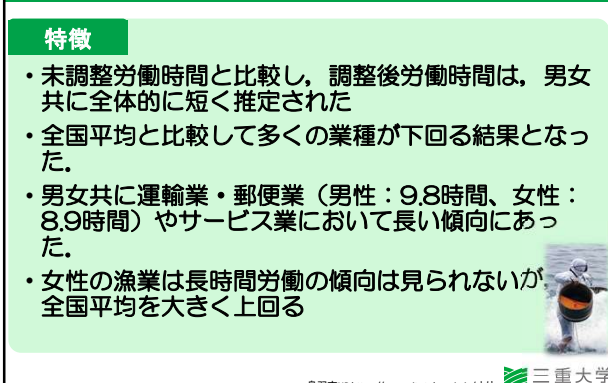 特徴
・未調整労働時間と比較し，調整後労働時間は，男女
共に全体的に短く推定された
・全国平均と比較して多くの業種が下回る結果となっ
た．
・男女共に運輸業・郵便業（男性：9.8時間、女性：
8.9時間）やサービス業において長い傾向にあっ
た．
・女性の漁業は長時間労働の傾向は見られないが，
全国平均を大きく上回る
三重大学